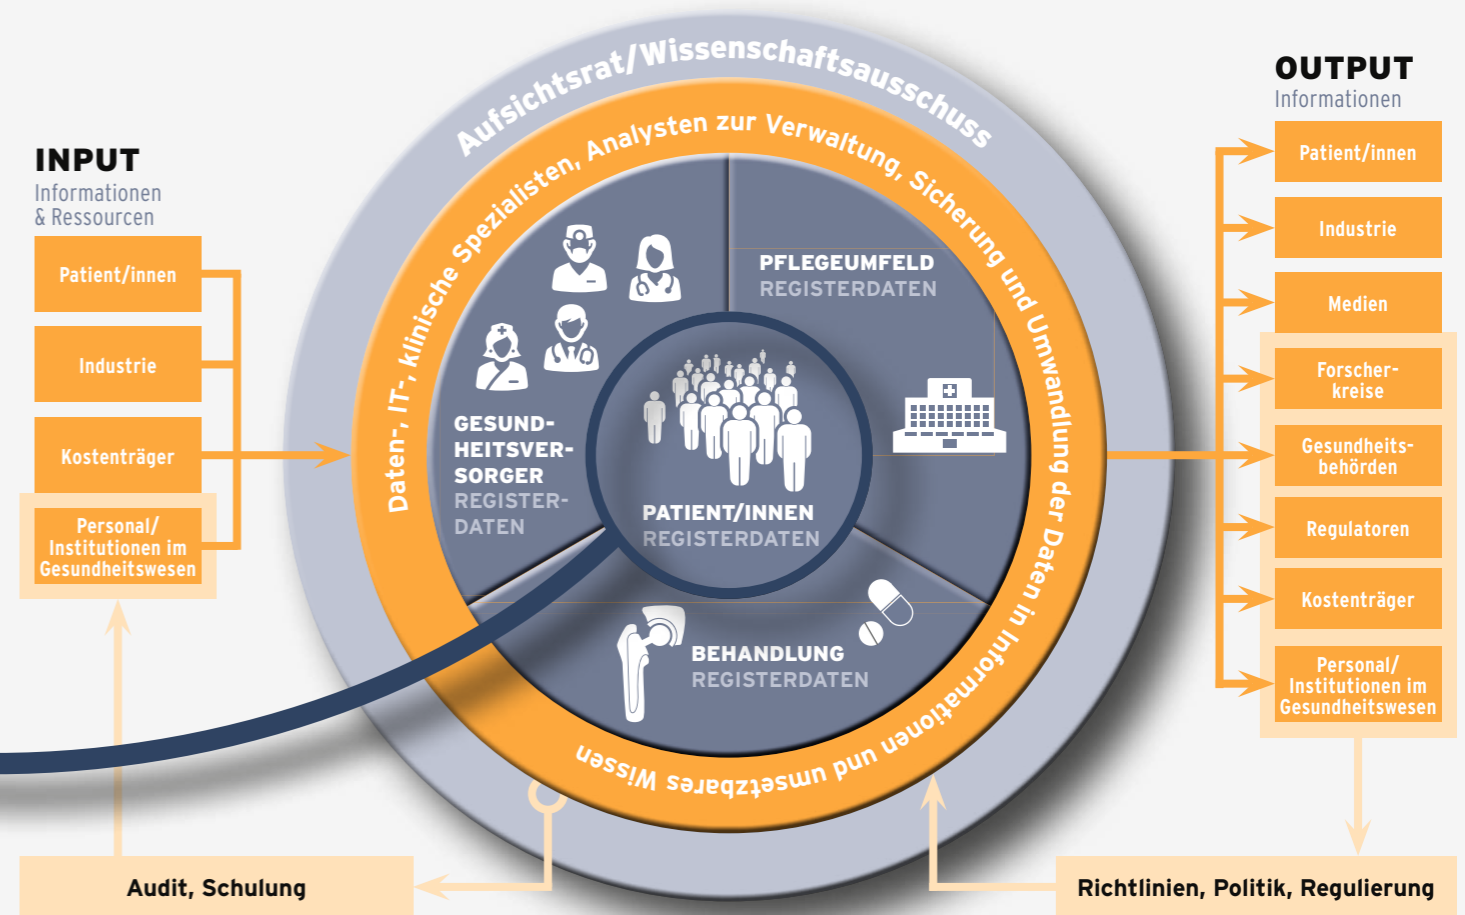 Aufsichtsrat/Wissenschaftsausschuss
Daten-, IT-, klinische Spezialisten, Analysten zur Verwaltung, Sicherung und Umwandlung der Daten in Informationen und umsetzbares Wissen
INPUT
Informationen
& Ressourcen
Patient/innen
Industrie
Kostenträger
Personal/
Institutionen im
Gesundheitswesen
GESUND-
HEITSVER-
SORGER
REGISTER-
DATEN
PFLEGEUMFELD
REGISTERDATEN
PATIENT/INNEN
REGISTERDATEN
BEHANDLUNG
REGISTERDATEN
OUTPUT
Informationen
Patient/innen
Industrie
Medien
Forscher-
kreise
Gesundheits-
behörden
Regulatoren
Kostenträger
Personal/
Institutionen im
Gesundheitswesen
Audit, Schulung
Richtlinien, Politik, Regulierung